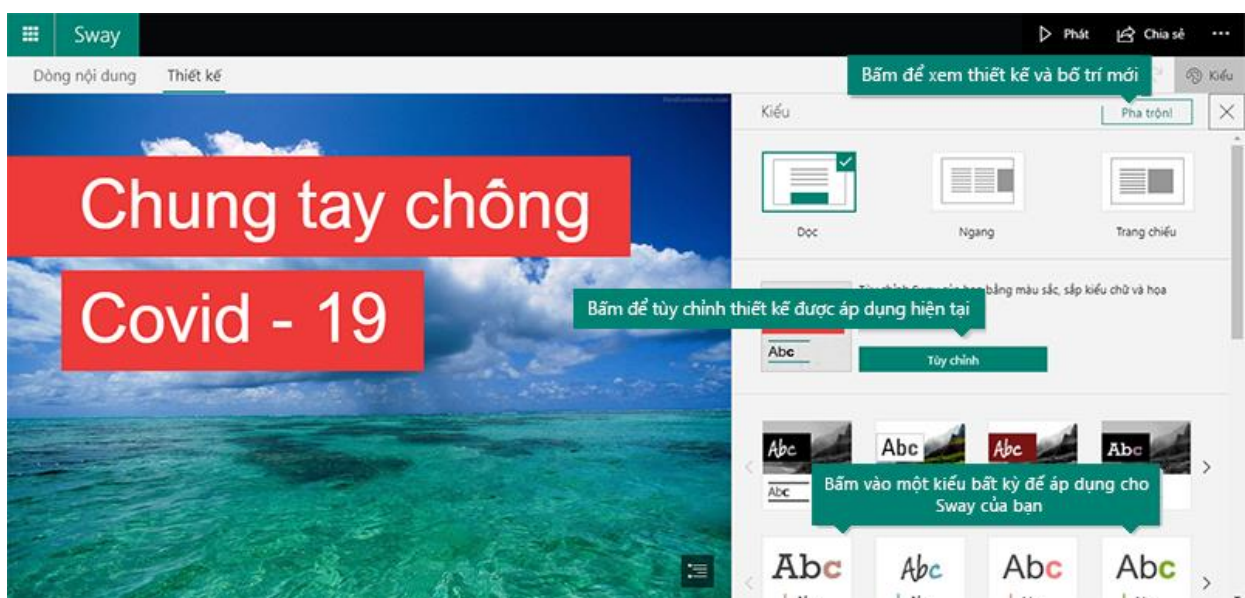 Sway
Phát
Chia sẻ
Dòng nội dung
Thiết kế
Bấm để xem thiết kế và bố trí mới
Kiểu
Kiểu
Pha trộn!
Chung tay chông
Covid - 19
Dọc
Ngang
Trang chiếu
bằng màu sắc, sắp kiểu chữ và họa
Bấm để tùy chỉnh thiết kế được áp dụng hiện tại
Abc
Tùy chỉnh
Abc
Abc
Abc
Abc
Abc
Bấm vào một kiểu bất kỳ để áp dụng cho
Sway của bạn
Abc
Abc
Abc
Abc